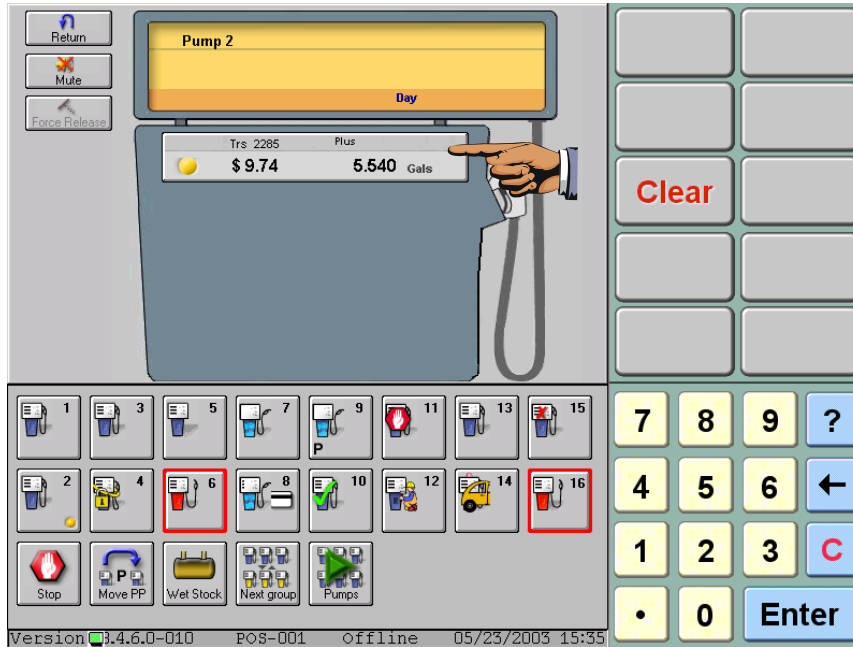 Return
Mute
Force Release
Pump 2
Day
Trs 2285 Plus
$ 9.74 5.540 Gals
Clear
1 3 5 7 9 11 13 15
P
2 4 6 8 10 12 14 16
Stop
P
Move PP
Wet Stock
Next group
Pumps
7 8 9 ?
4 5 6 ←
1 2 3 C
• 0 Enter
Version .4.6.0-010 POS-001 Offline 05/23/2003 15:35